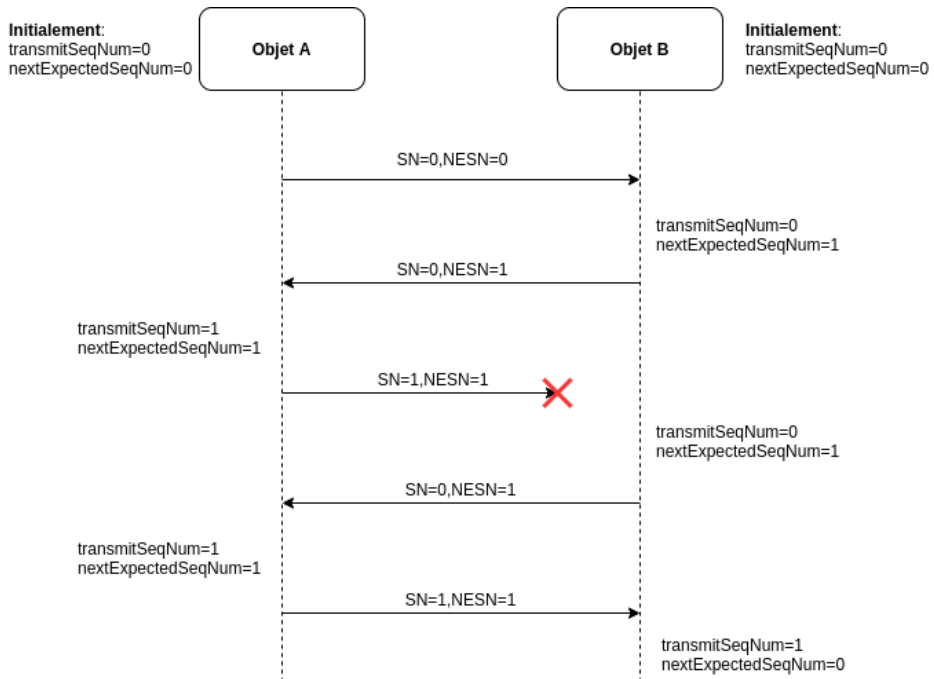 Initialement:
transmitSeqNum=0
nextExpectedSeqNum=0
Objet A
Objet B
Initialement:
transmitSeqNum=0
nextExpectedSeqNum=0
SN=0,NESN=0
transmitSeqNum=0
nextExpectedSeqNum=1
SN=0,NESN=1
transmitSeqNum=1
nextExpectedSeqNum=1
SN=1,NESN=1
transmitSeqNum=0
nextExpectedSeqNum=1
SN=0,NESN=1
transmitSeqNum=1
nextExpectedSeqNum=1
SN=1,NESN=1
transmitSeqNum=1
nextExpectedSeqNum=0